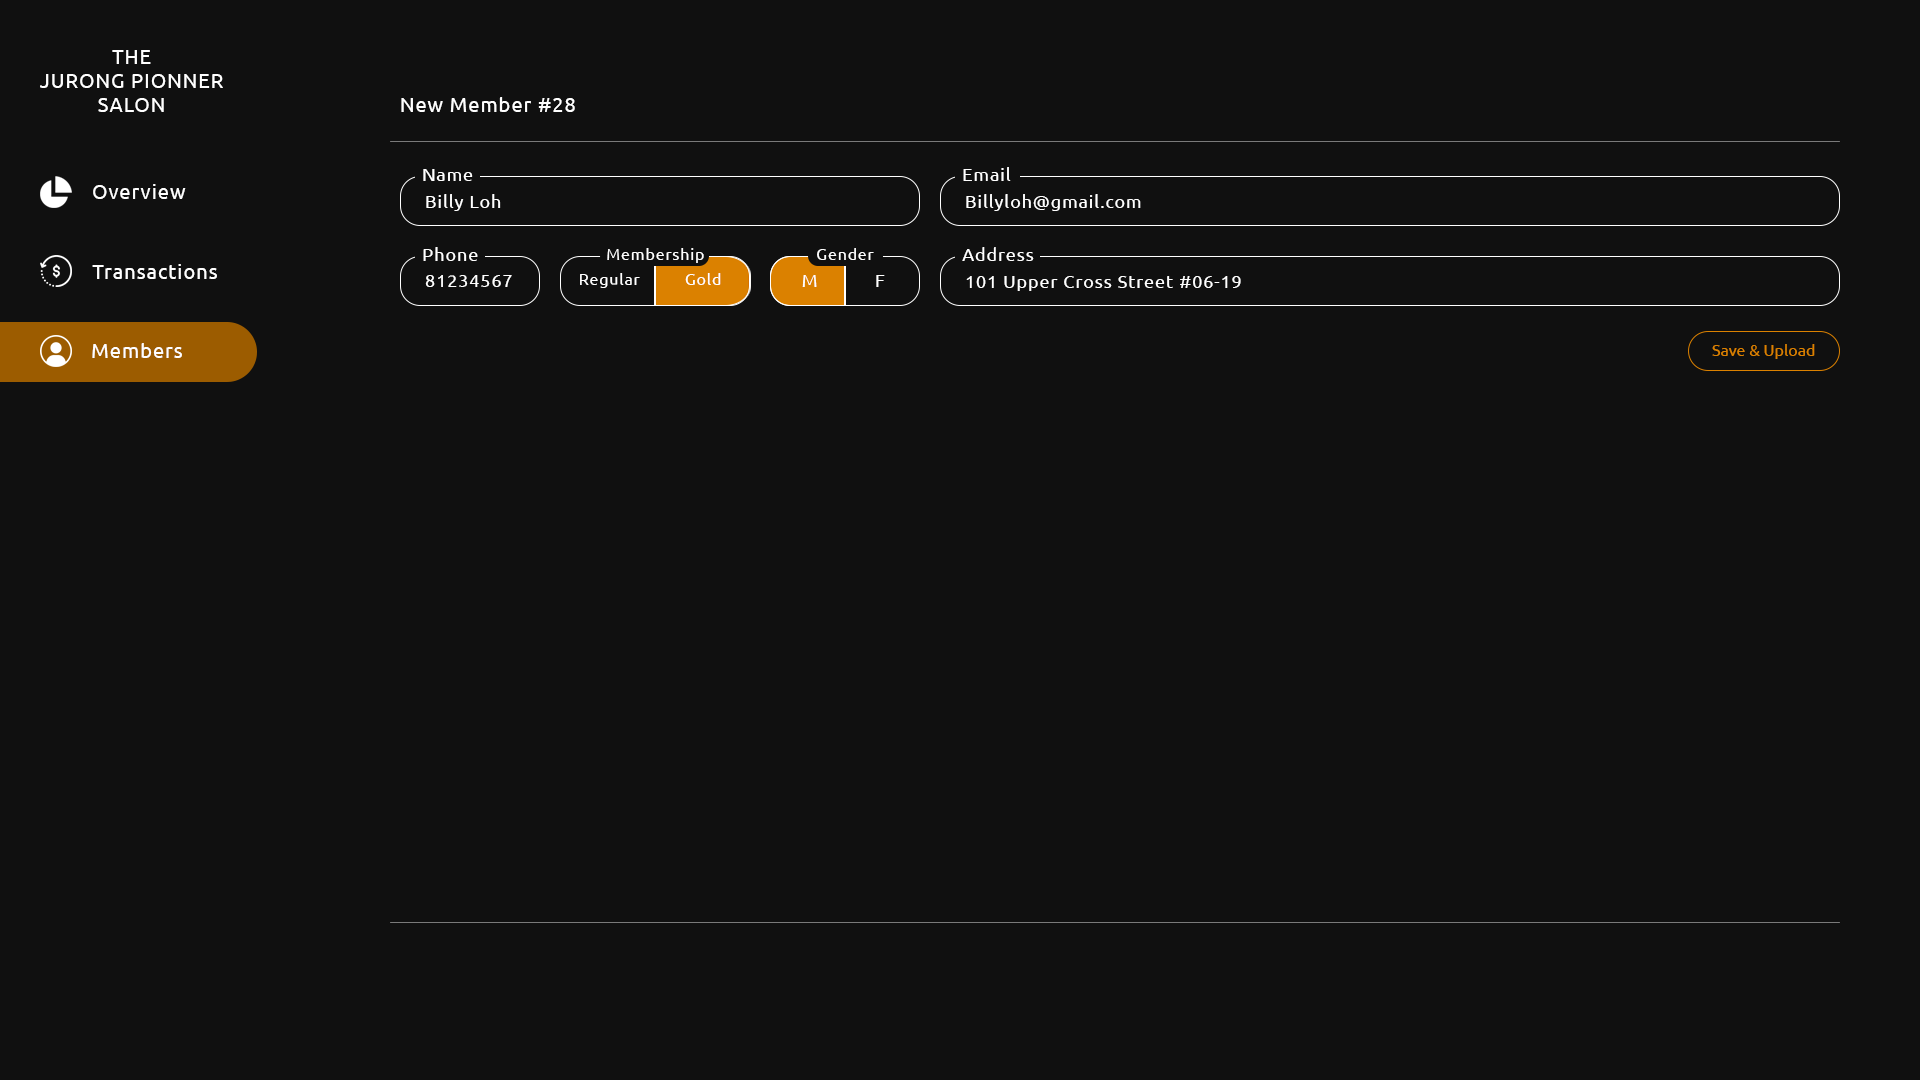 THE
JURONG PIONNER
SALON
Overview
Transactions
Members
New Member #28
Name
Billy Loh
Email
Billyloh@gmail.com
Phone
81234567
Membership
Regular Gold
Gender
M F
Address
101 Upper Cross Street #06-19
Save & Upload